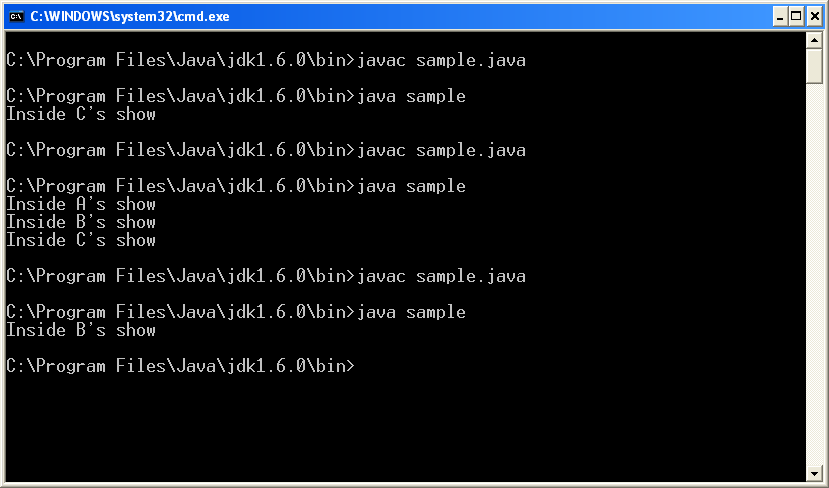 C:\WINDOWS\system32\cmd.exe
C:\Program Files\Java\jdk1.6.0\bin>javac sample.java
C:\Program Files\Java\jdk1.6.0\bin>java sample
Inside C's show
C:\Program Files\Java\jdk1.6.0\bin>javac sample.java
C:\Program Files\Java\jdk1.6.0\bin>java sample
Inside A's show
Inside B's show
Inside C's show
C:\Program Files\Java\jdk1.6.0\bin>javac sample.java
C:\Program Files\Java\jdk1.6.0\bin>java sample
Inside B's show
C:\Program Files\Java\jdk1.6.0\bin>